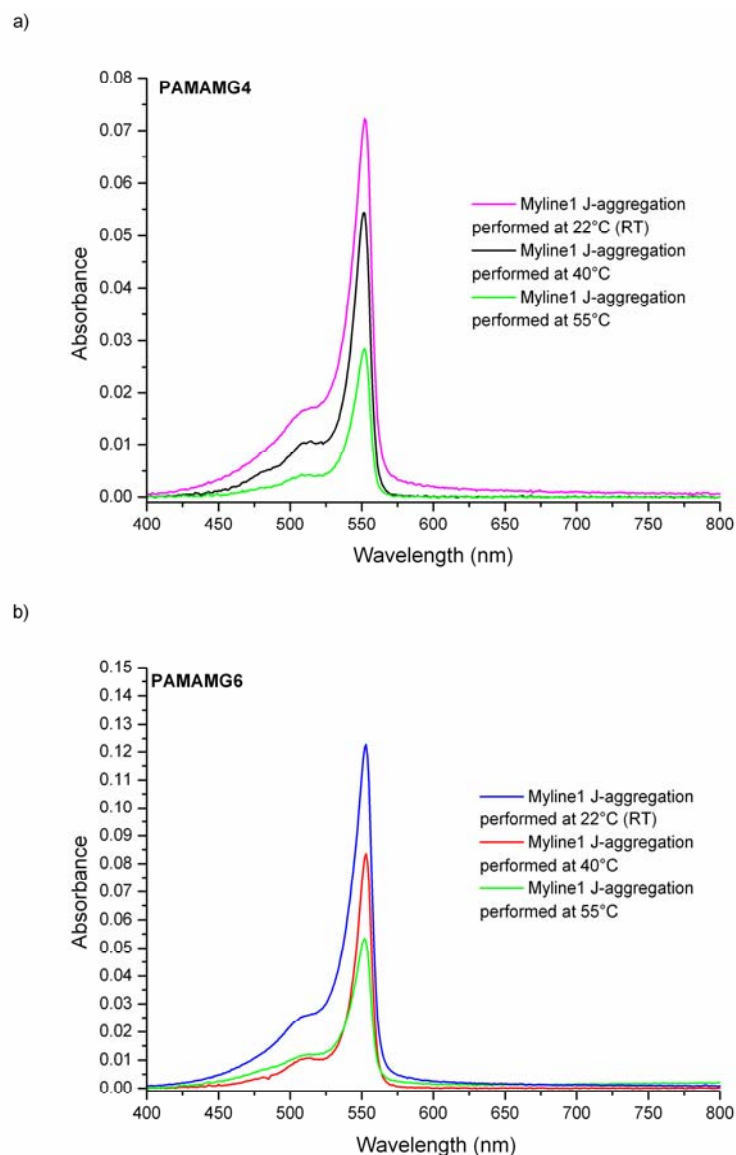 a)
PAMAMG4
0.08
0.07
0.06
0.05
0.04
0.03
0.02
0.01
0.00
Absorbance
400 450 500 550 600 650 700 750 800
Wavelength (nm)
Myline1 J-aggregation
performed at 22°C (RT)
Myline1 J-aggregation
performed at 40°C
Myline1 J-aggregation
performed at 55°C
b)
PAMAMG6
0.15
0.14
0.13
0.12
0.11
0.10
0.09
0.08
0.07
0.06
0.05
0.04
0.03
0.02
0.01
0.00
Absorbance
400 450 500 550 600 650 700 750 800
Wavelength (nm)
Myline1 J-aggregation
performed at 22°C (RT)
Myline1 J-aggregation
performed at 40°C
Myline1 J-aggregation
performed at 55°C